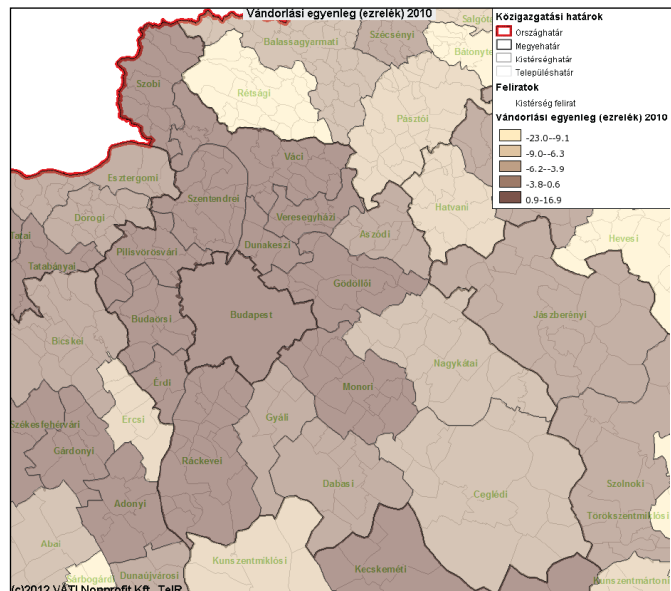 Vándorlási egyenleg (ezrelék) 2010
Közigazgatási határok
Országhatár
Megyehatár
Kistérséghatár
Településhatár
Feliratok
Kistérség felirat
Vándorlási egyenleg (ezrelék) 2010
-23.0--9.1
-9.0--6.3
-6.2--3.9
-3.8-0.6
0.9-16.9
Balassagyarmati
Szécsényi
Salgót
Bátonyte
Szobi
Rétsági
Pásztói
Váci
Esztergomi
Szentendrei
Hatvani
Dorogi
Veresegyházi
Aszódi
Tatai
Pilisvörösvári
Dunakeszi
Hevesi
Tatabányai
Gödöllői
Budaörsi
Budapest
Jászberényi
Bicskei
Nagykátai
Érdi
Monori
Ercsi
Gyáli
Székesfehérvári
Gárdonyi
Ráckevei
Dabasi
Ceglédi
Szolnoki
Adonyi
Törökszentmiklósi
Abai
Kunszentmiklósi
Kecskeméti
Sárbogárd
Dunaújvárosi
Kunszentmártoni
(c)2012 VÁTI Nonprofit Kft., TeIR